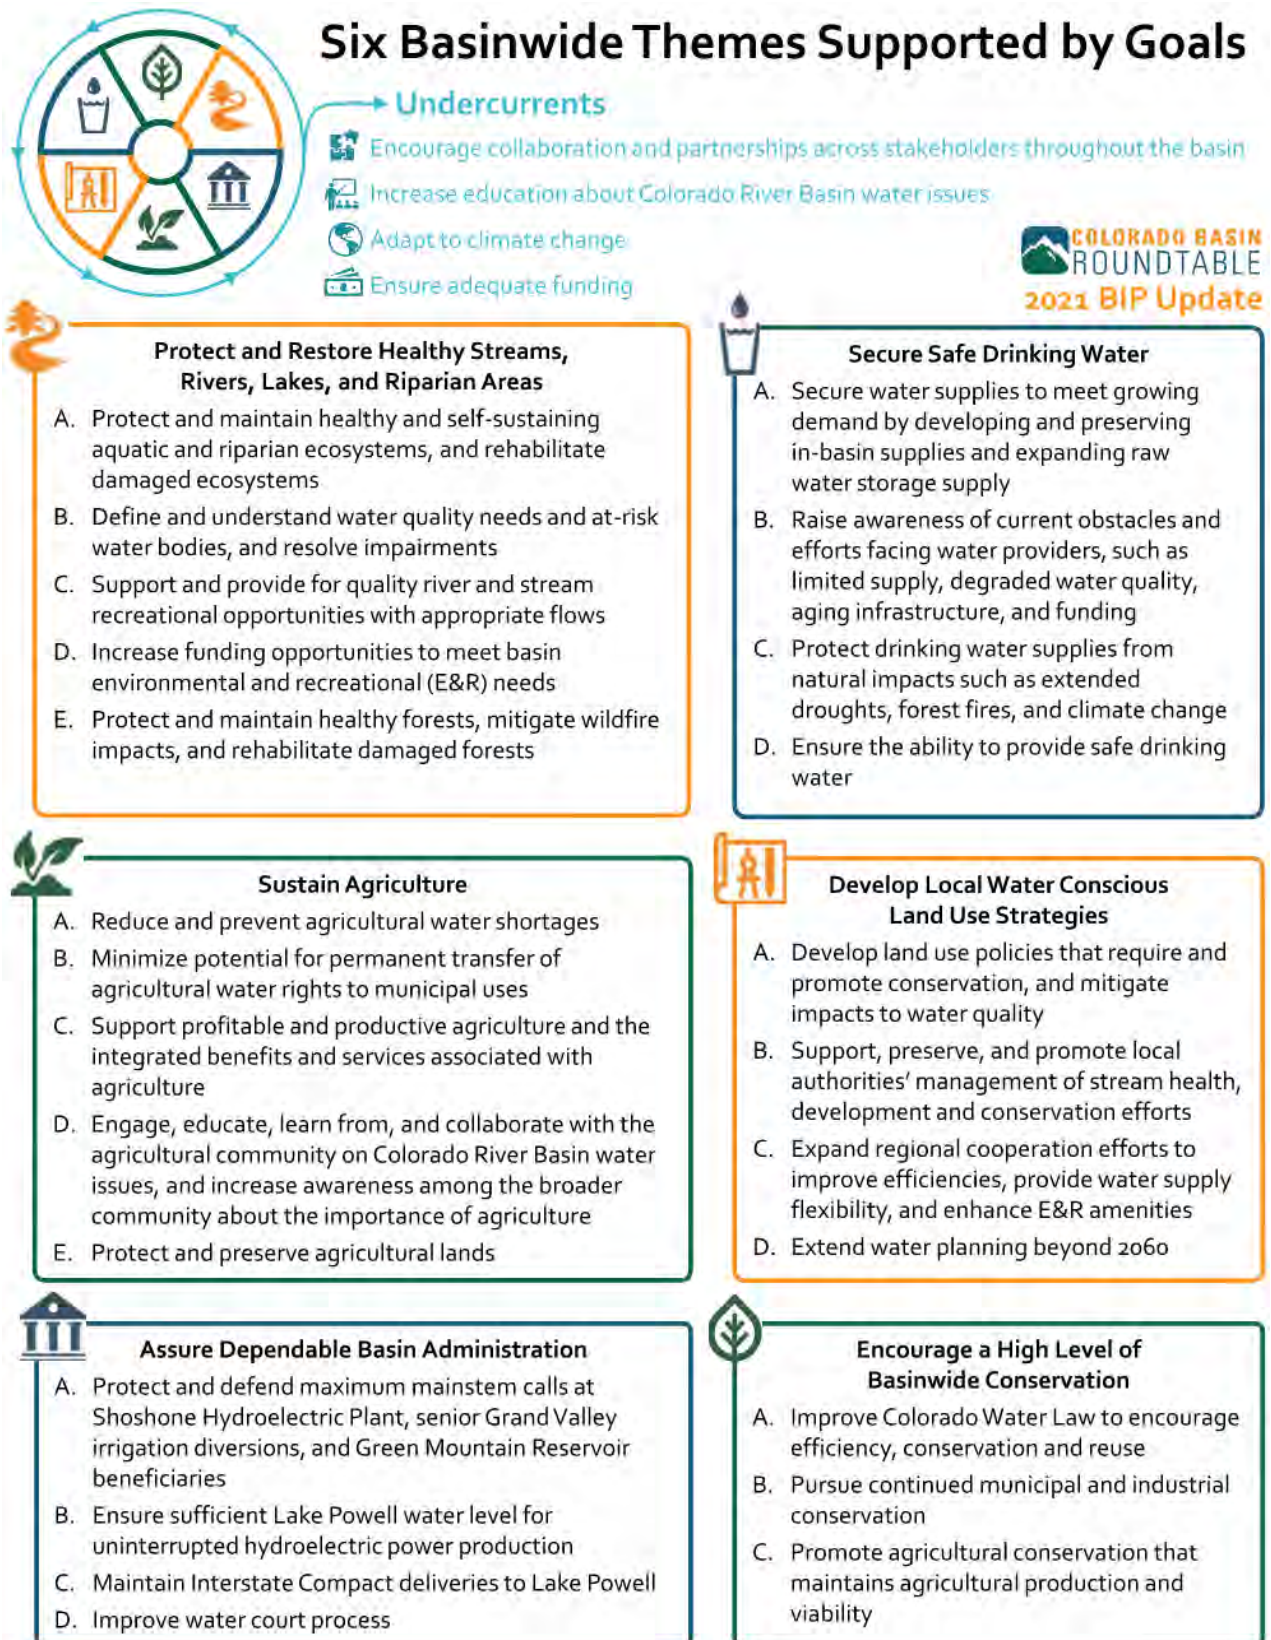 Six Basinwide Themes Supported by Goals
Undercurrents
Encourage collaboration and partnerships across stakeholders throughout the basin
Increase education about Colorado River Basin water issues
Adapt to climate change
Ensure adequate funding
COLORADO BASIN
ROUNDTABLE
2021 BIP Update
Protect and Restore Healthy Streams,
Rivers, Lakes, and Riparian Areas
A. Protect and maintain healthy and self-sustaining
aquatic and riparian ecosystems, and rehabilitate
damaged ecosystems
B. Define and understand water quality needs and at-risk
water bodies, and resolve impairments
C. Support and provide for quality river and stream
recreational opportunities with appropriate flows
D. Increase funding opportunities to meet basin
environmental and recreational (E&R) needs
E. Protect and maintain healthy forests, mitigate wildfire
impacts, and rehabilitate damaged forests
Secure Safe Drinking Water
A. Secure water supplies to meet growing
demand by developing and preserving
in-basin supplies and expanding raw
water storage supply
B. Raise awareness of current obstacles and
efforts facing water providers, such as
limited supply, degraded water quality,
aging infrastructure, and funding
C. Protect drinking water supplies from
natural impacts such as extended
droughts, forest fires, and climate change
D. Ensure the ability to provide safe drinking
water
Sustain Agriculture
A. Reduce and prevent agricultural water shortages
B. Minimize potential for permanent transfer of
agricultural water rights to municipal uses
C. Support profitable and productive agriculture and the
integrated benefits and services associated with
agriculture
D. Engage, educate, learn from, and collaborate with the
agricultural community on Colorado River Basin water
issues, and increase awareness among the broader
community about the importance of agriculture
E. Protect and preserve agricultural lands
Develop Local Water Conscious
Land Use Strategies
A. Develop land use policies that require and
promote conservation, and mitigate
impacts to water quality
B. Support, preserve, and promote local
authorities' management of stream health,
development and conservation efforts
C. Expand regional cooperation efforts to
improve efficiencies, provide water supply
flexibility, and enhance E&R amenities
D. Extend water planning beyond 2060
Assure Dependable Basin Administration
A. Protect and defend maximum mainstem calls at
Shoshone Hydroelectric Plant, senior Grand Valley
irrigation diversions, and Green Mountain Reservoir
beneficiaries
B. Ensure sufficient Lake Powell water level for
uninterrupted hydroelectric power production
C. Maintain Interstate Compact deliveries to Lake Powell
D. Improve water court process
Encourage a High Level of
Basinwide Conservation
A. Improve Colorado Water Law to encourage
efficiency, conservation and reuse
B. Pursue continued municipal and industrial
conservation
C. Promote agricultural conservation that
maintains agricultural production and
viability